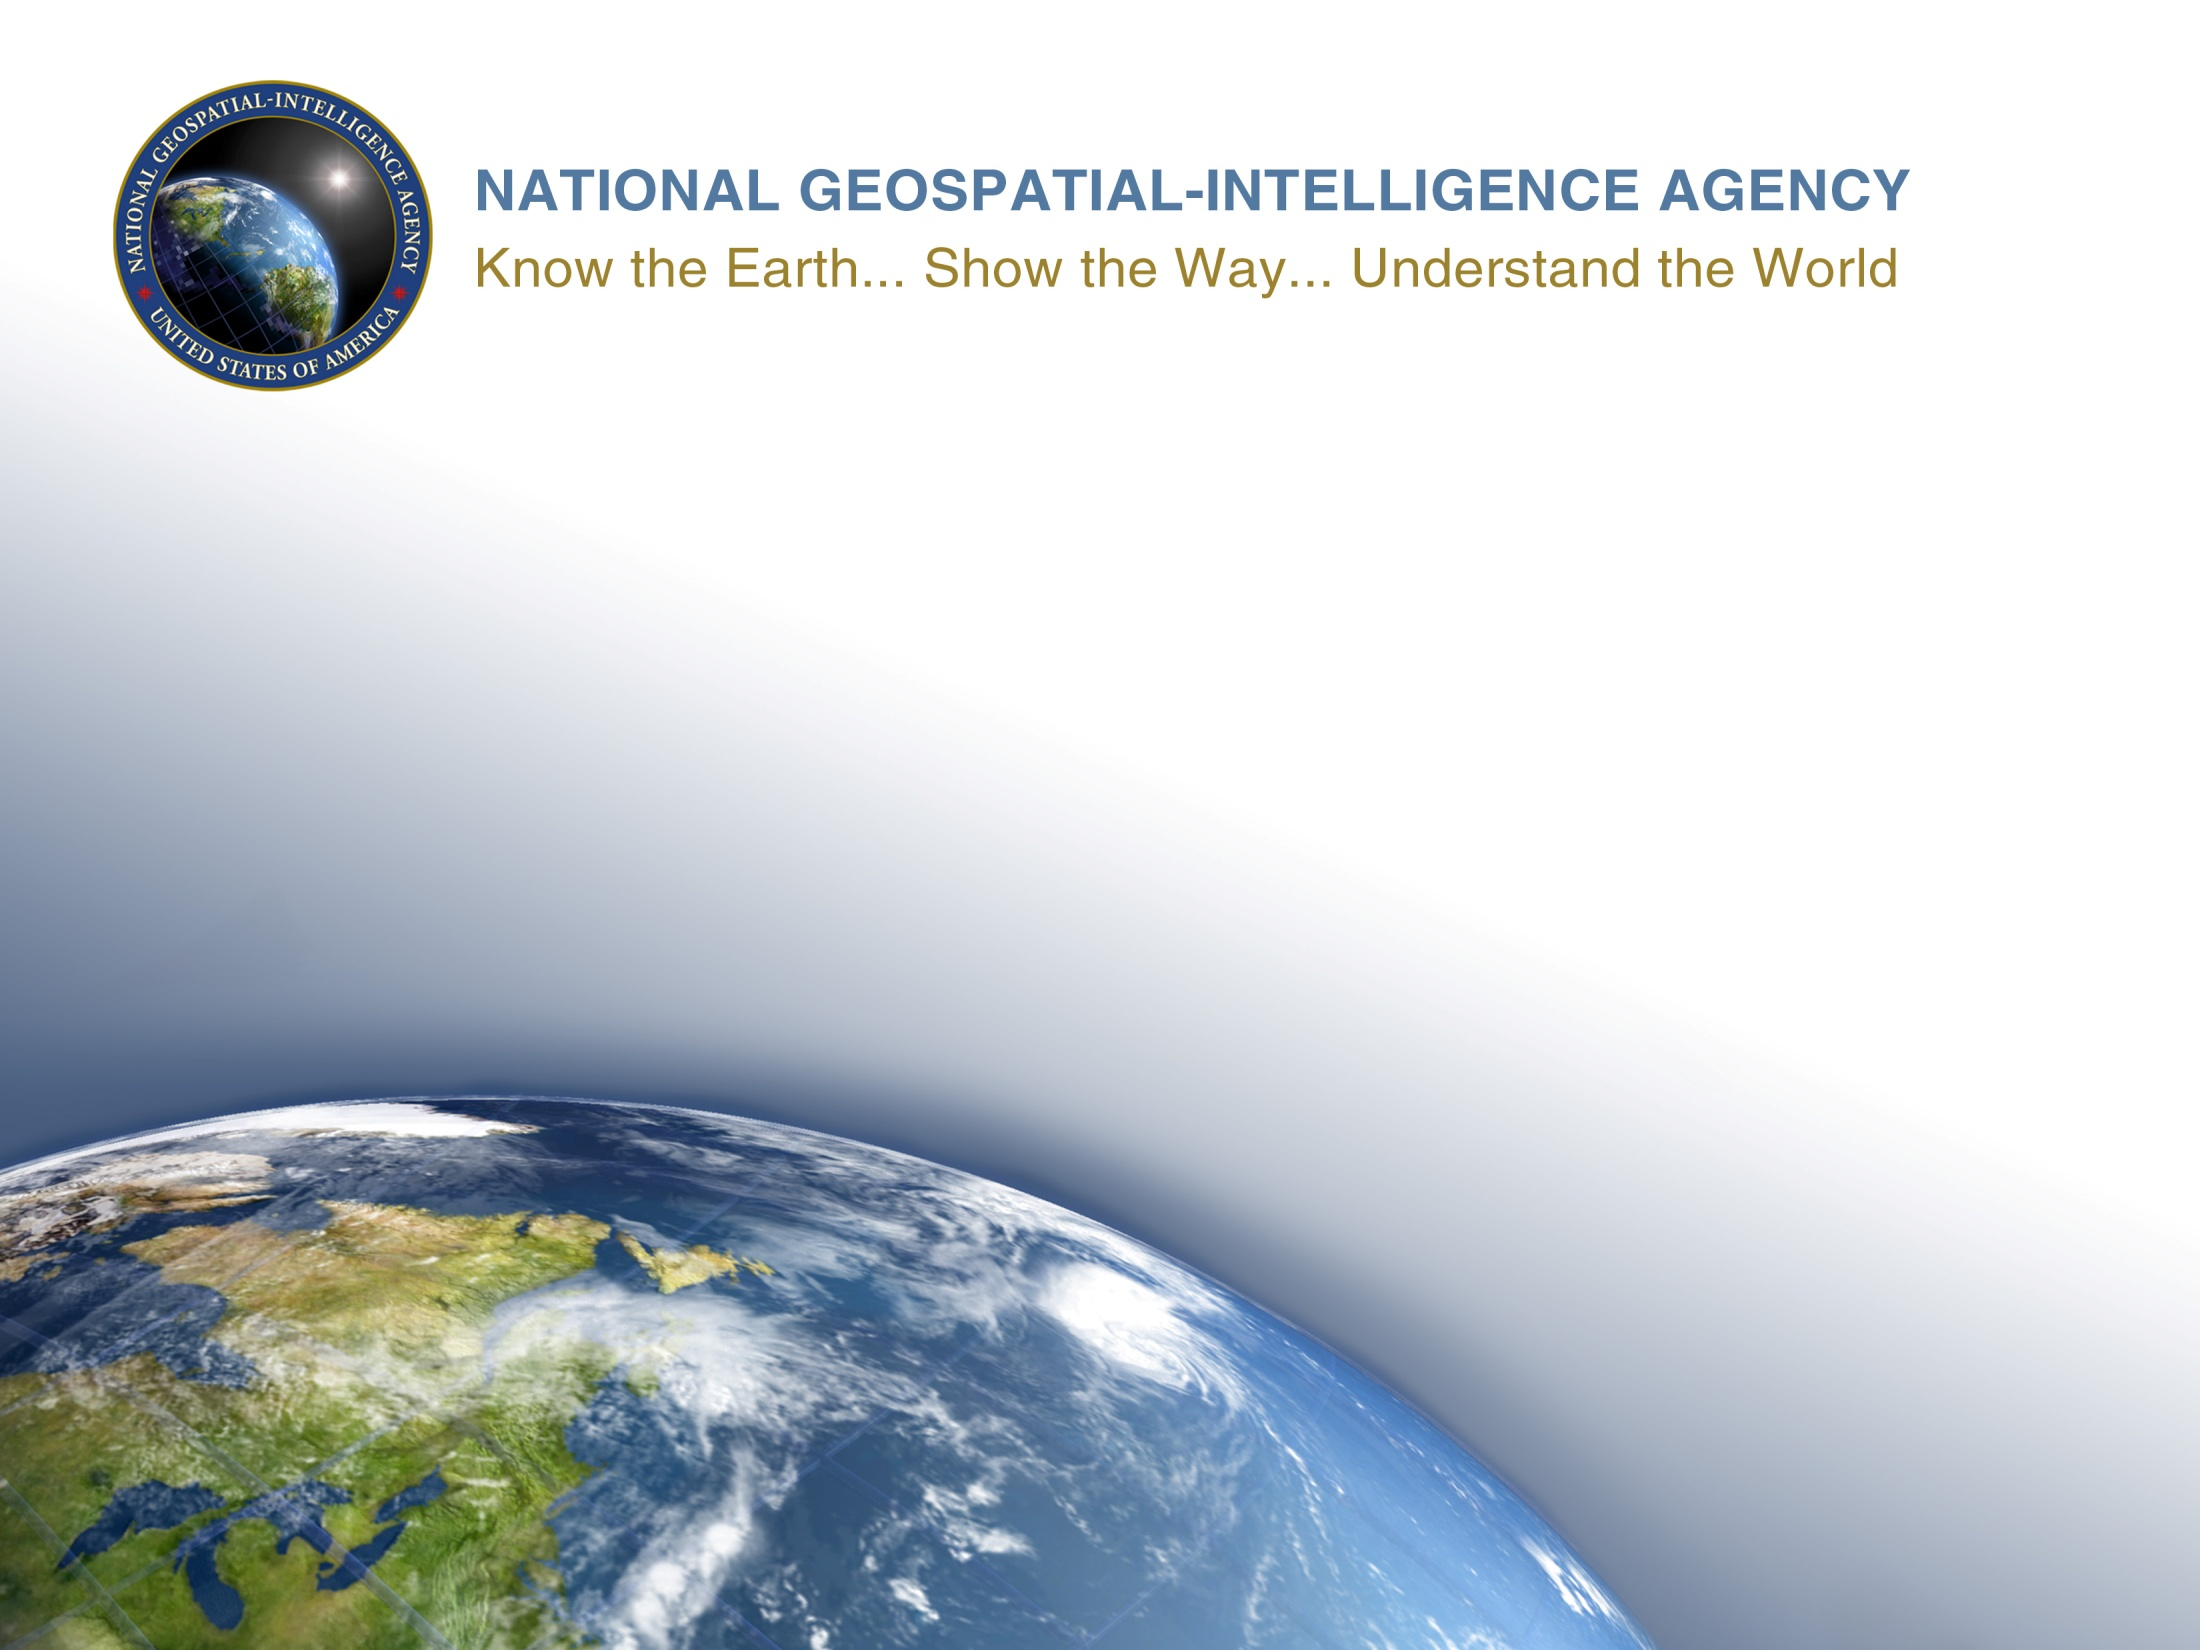 NATIONAL GEOSPATIAL-INTELLIGENCE AGENCY
UNITED STATES OF AMERICA
NATIONAL GEOSPATIAL-INTELLIGENCE AGENCY
Know the Earth... Show the Way... Understand the World